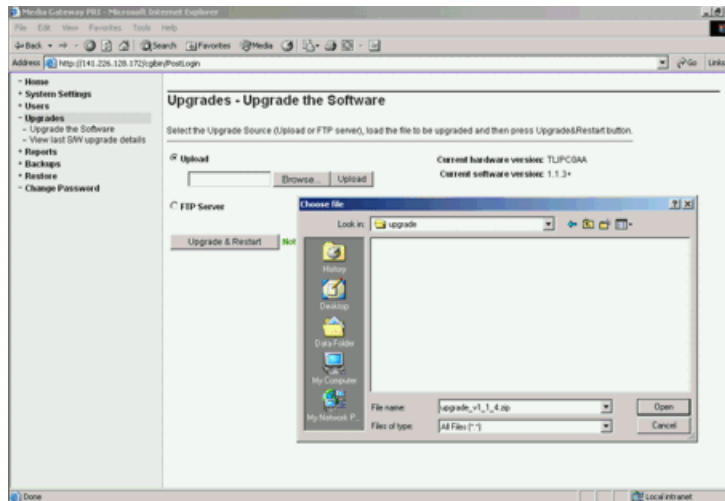 Media Gateway PRI - Microsoft Internet Explorer
File Edit View Favorites Tools Help
Back Search Favorites Media
Address http://141.226.128.172/cgibin/PostLogin Go Links
- Home
+ System Settings
+ Users
- Upgrades
- Upgrade the Software
- View last S/W upgrade details
+ Reports
+ Backups
+ Restore
- Change Password
Upgrades - Upgrade the Software
Select the Upgrade Source (Upload or FTP server), load the file to be upgraded and then press Upgrade&Restart button.
Upload
Browse... Upload
Current hardware version: TLIPC0AA
Current software version: 1.1.3+
FTP Server
Upgrade & Restart Not
Choose file
Look in: upgrade
History
Desktop
Data Folder
My Computer
My Network P...
File name: upgrade_v1_1_4.zip Open
Files of type: All Files (*.*) Cancel
Done Local intranet